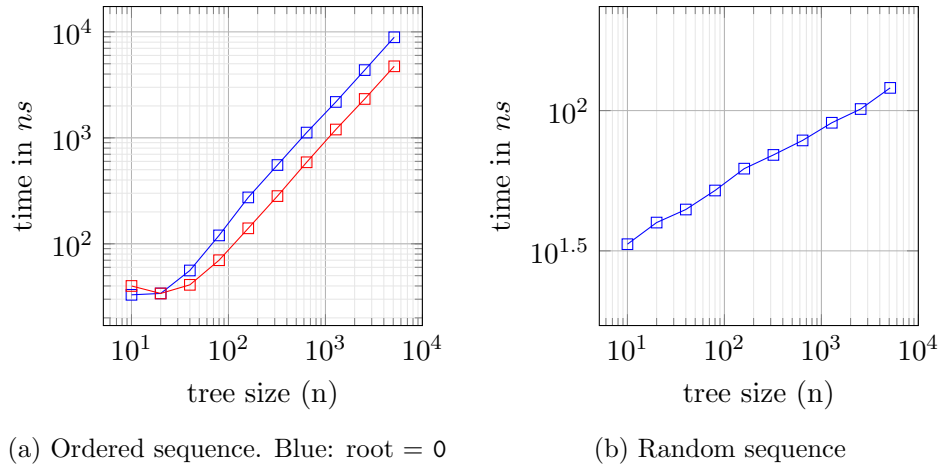 10^4
10^3
10^2
time in ns
10^1 10^2 10^3 10^4
tree size (n)
(a) Ordered sequence. Blue: root = 0
10^2
10^1.5
time in ns
10^1 10^2 10^3 10^4
tree size (n)
(b) Random sequence